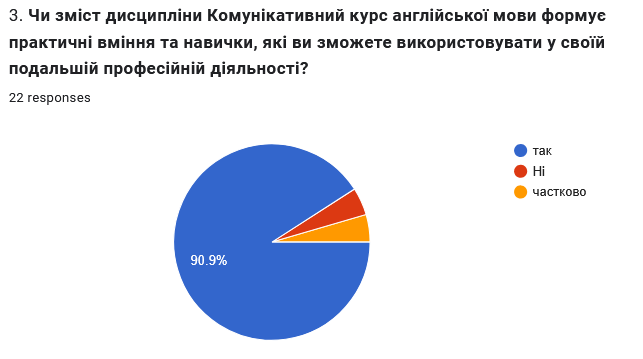 3. Чи зміст дисципліни Комунікативний курс англійської мови формує
практичні вміння та навички, які ви зможете використовувати у своїй
подальшій професійній діяльності?
22 responses
так
Ні
частково
90.9%